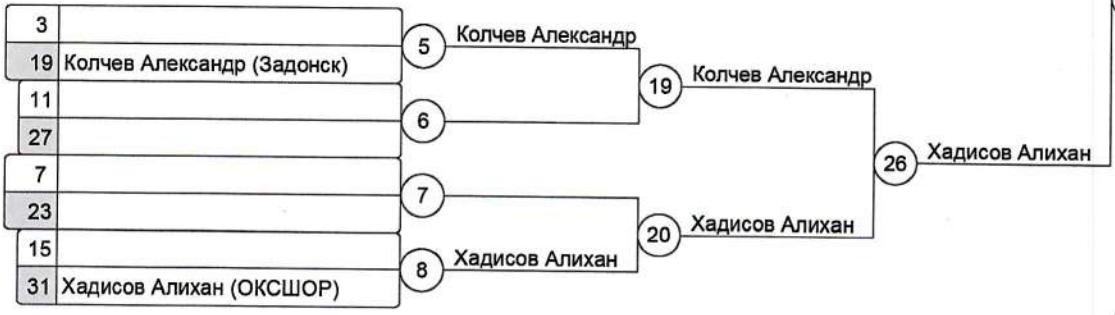 3
19 Колчев Александр (Задонск)
11
27
7
23
15
31 Хадисов Алихан (ОКСШОР)
5 Колчев Александр
6
7
8 Хадисов Алихан
19 Колчев Александр
20 Хадисов Алихан
26 Хадисов Алихан